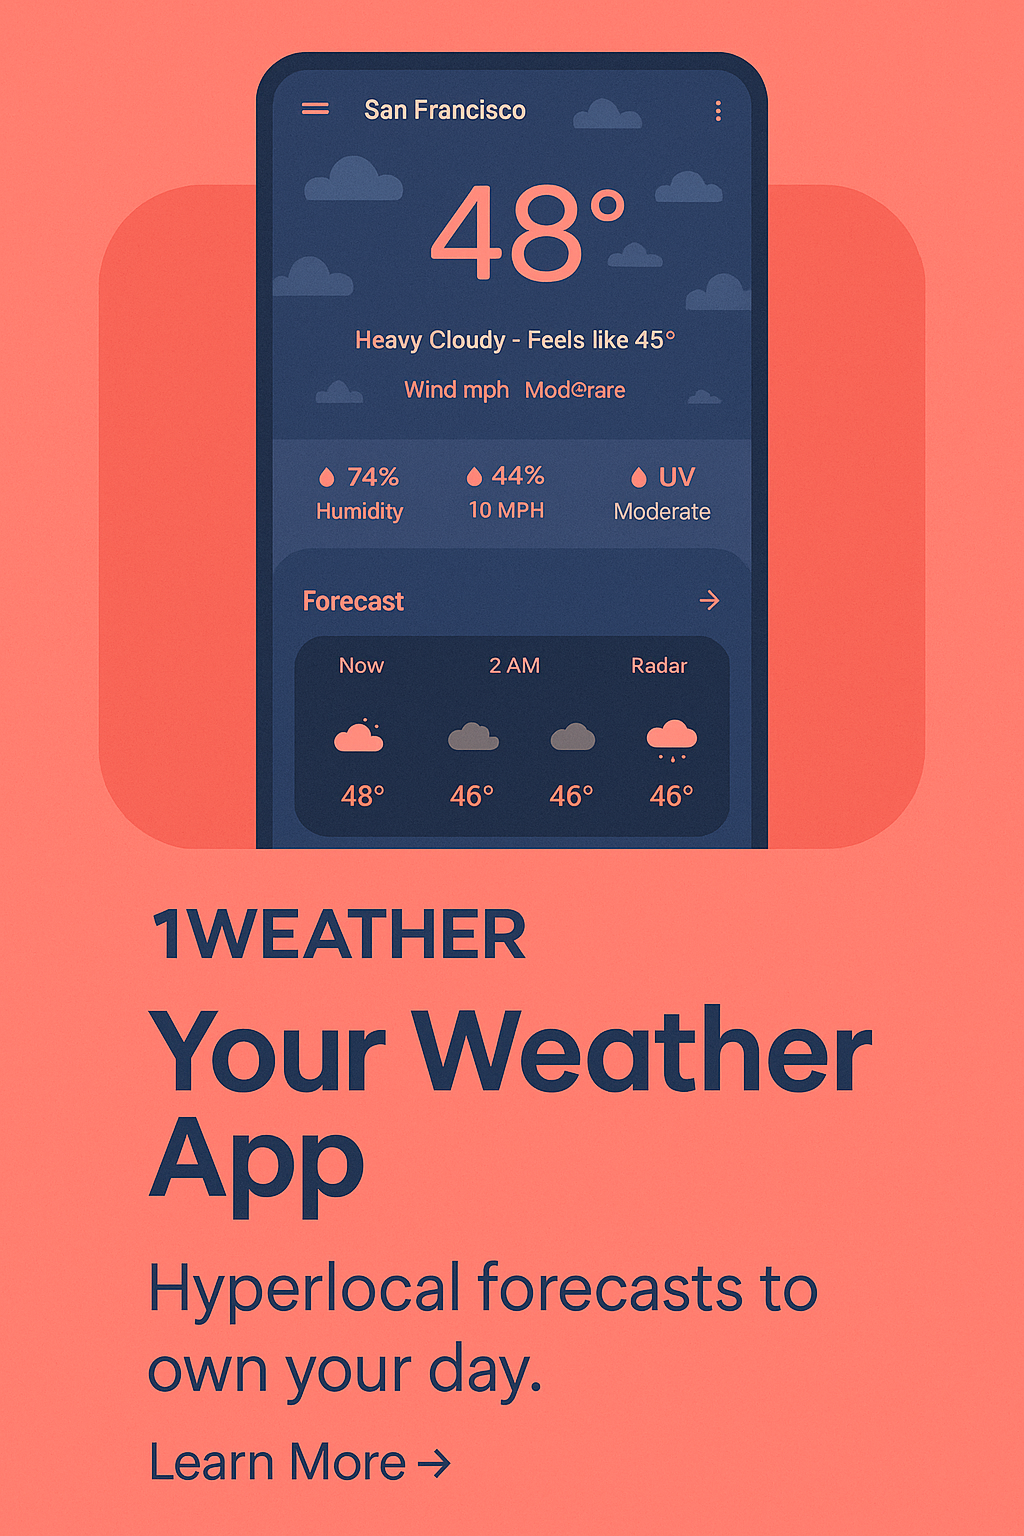 San Francisco
48°
Heavy Cloudy - Feels like 45°
Wind mph
74% 44% UV
Humidity 10 MPH Moderate
Forecast →
Now 2 AM Radar
48° 46° 46° 46°
1WEATHER
Your Weather
App
Hyperlocal forecasts to
own your day.
Learn More →